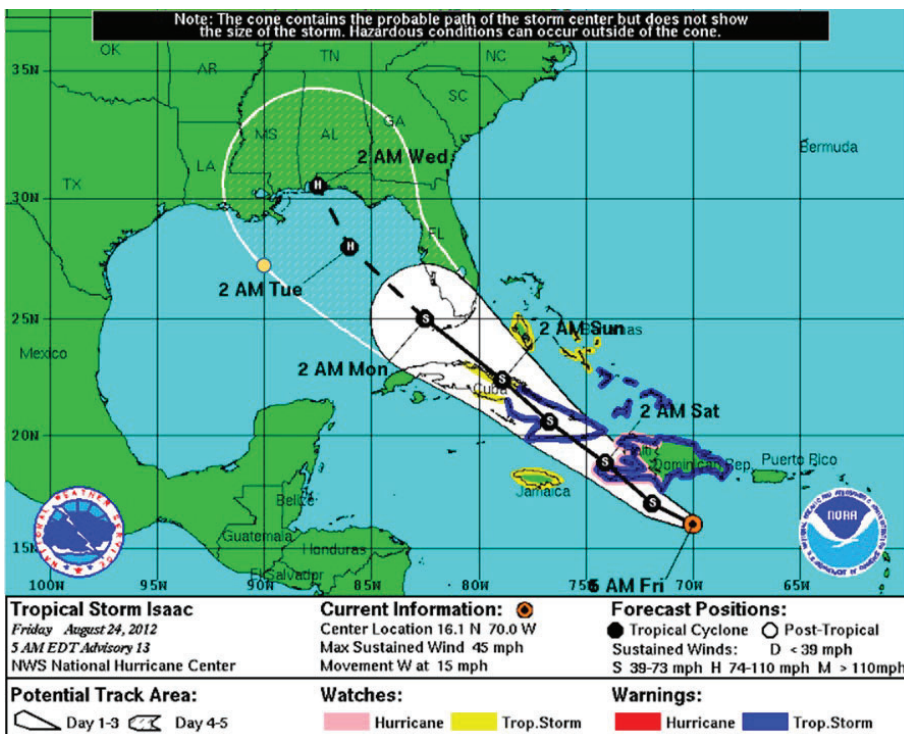 Note: The cone contains the probable path of the storm center but does not show
the size of the storm. Hazardous conditions can occur outside of the cone.
OK
TN
NC
35N
AR
SC
MS
AL
GA
2 AM Wed
Bermuda
LA
TX
30N
H
FL
H
2 AM Tue
25N
S
2 AM Sun
Bahamas
Mexico
2 AM Mon
S
Cuba
2 AM Sat
20N
S
S
Haiti
Dominican Rep.
Puerto Rico
Jamaica
Belize
S
NATIONAL WEATHER SERVICE
NOAA
Guatemala
Honduras
15N
El Salvador
5 AM Fri
100W 95W 90W 85W 80W 75W 70W 65W
Tropical Storm Isaac
Friday August 24, 2012
5 AM EDT Advisory 13
NWS National Hurricane Center
Current Information:
Center Location 16.1 N 70.0 W
Max Sustained Wind 45 mph
Movement W at 15 mph
Forecast Positions:
Tropical Cyclone Post-Tropical
Sustained Winds: D < 39 mph
S 39-73 mph H 74-110 mph M > 110mph
Potential Track Area:
Day 1-3 Day 4-5
Watches:
Hurricane Trop.Storm
Warnings:
Hurricane Trop.Storm